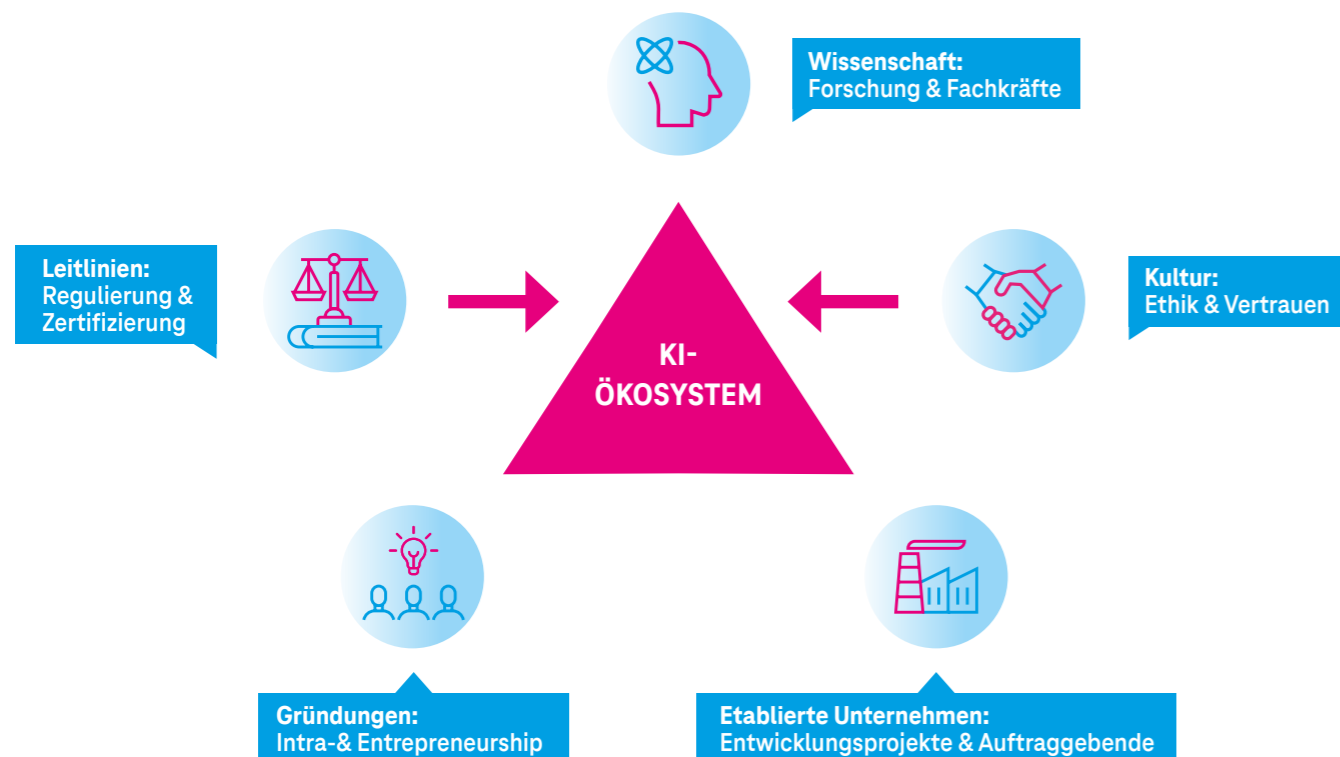 Wissenschaft:
Forschung & Fachkräfte
Leitlinien:
Regulierung &
Zertifizierung
Kultur:
Ethik & Vertrauen
KI-
ÖKOSYSTEM
Gründungen:
Intra-& Entrepreneurship
Etablierte Unternehmen:
Entwicklungsprojekte & Auftraggebende